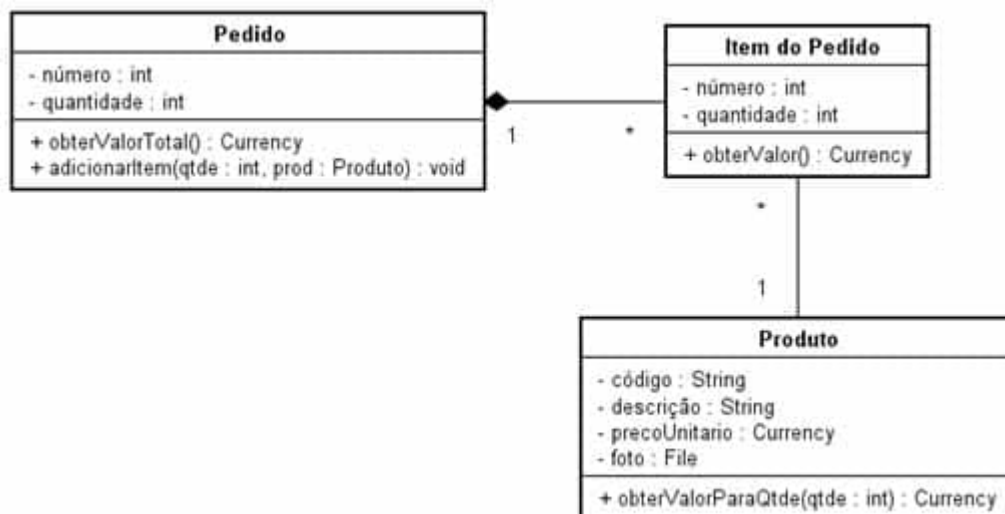 Pedido
- número : int
- quantidade : int
+ obterValorTotal() : Currency
+ adicionarItem(qtde : int, prod : Produto) : void
1
*
Item do Pedido
- número : int
- quantidade : int
+ obterValor() : Currency
*
1
Produto
- código : String
- descrição : String
- precoUnitario : Currency
- foto : File
+ obterValorParaQtde(qtde : int) : Currency